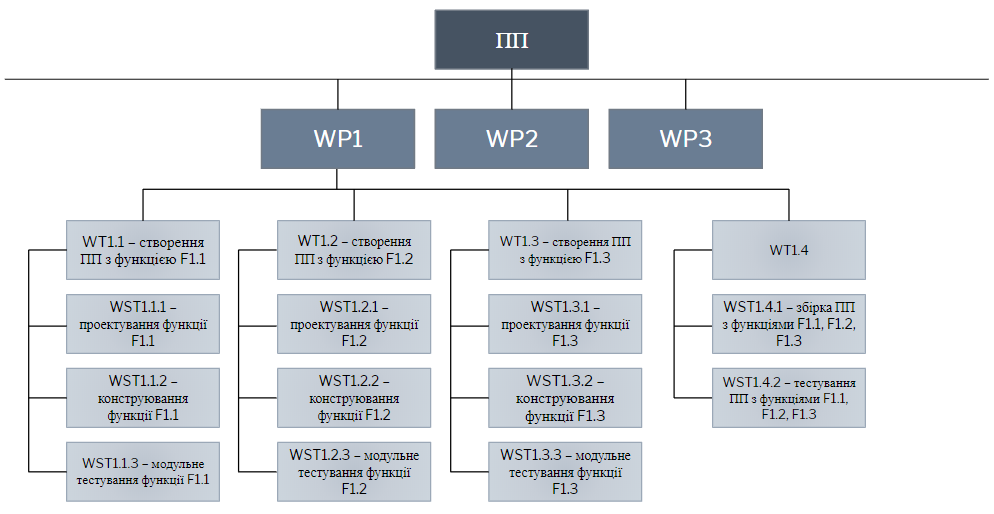 ПП
WP1
WP2
WP3
WT1.1 – створення
ПП з функцією F1.1
WT1.2 – створення
ПП з функцією F1.2
WT1.3 – створення ПП
з функцією F1.3
WT1.4
WST1.1.1 –
проектування функції
F1.1
WST1.2.1 –
проектування функції
F1.2
WST1.3.1 –
проектування функції
F1.3
WST1.4.1 – збірка ПП
з функціями F1.1, F1.2,
F1.3
WST1.1.2 –
конструювання
функції F1.1
WST1.2.2 –
конструювання
функції F1.2
WST1.3.2 –
конструювання
функції F1.3
WST1.4.2 – тестування
ПП з функціями F1.1,
F1.2, F1.3
WST1.1.3 – модульне
тестування функції F1.1
WST1.2.3 – модульне
тестування функції
F1.2
WST1.3.3 – модульне
тестування функції
F1.3